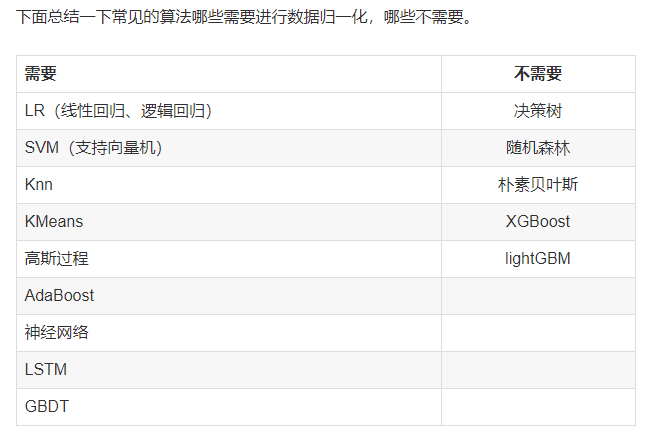 下面总结一下常见的算法哪些需要进行数据归一化，哪些不需要。
需要 不需要
LR（线性回归、逻辑回归） 决策树
SVM（支持向量机） 随机森林
Knn 朴素贝叶斯
KMeans XGBoost
高斯过程 lightGBM
AdaBoost
神经网络
LSTM
GBDT